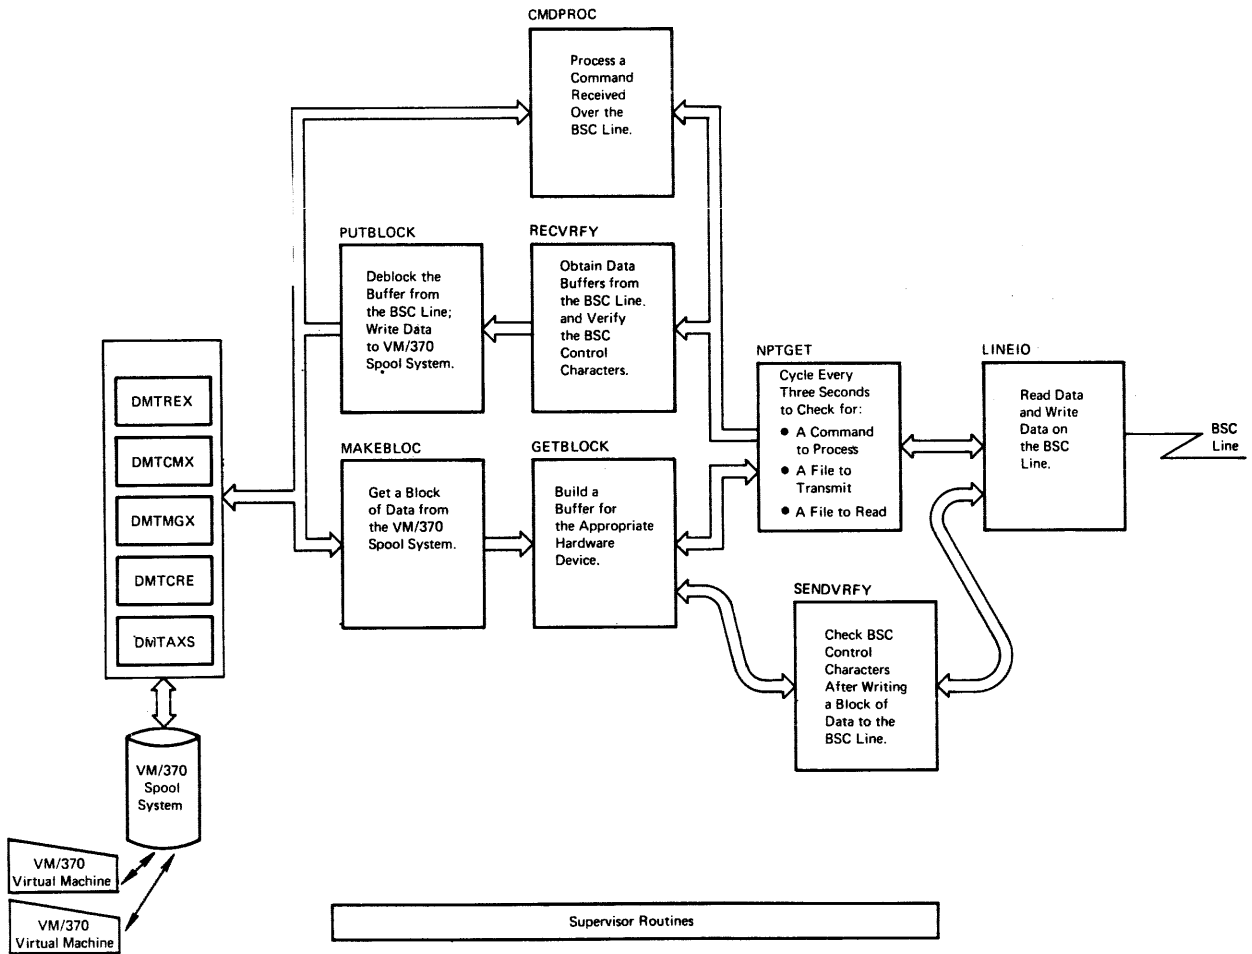 CMDPROC
Process a
Command
Received
Over the
BSC Line.
PUTBLOCK
Deblock the
Buffer from
the BSC Line;
Write Data
to VM/370
Spool System.
RECVRFY
Obtain Data
Buffers from
the BSC Line.
and Verify
the BSC
Control
Characters.
NPTGET
Cycle Every
Three Seconds
to Check for:
● A Command
to Process
● A File to
Transmit
● A File to Read
LINEIO
Read Data
and Write
Data on
the BSC
Line.
BSC
Line
DMTREX
DMTCMX
DMTMGX
DMTCRE
DMTAXS
MAKEBLOC
Get a Block
of Data from
the VM/370
Spool System.
GETBLOCK
Build a
Buffer for
the Appropriate
Hardware
Device.
SENDVRFY
Check BSC
Control
Characters
After Writing
a Block of
Data to the
BSC Line.
VM/370
Spool
System
VM/370
Virtual Machine
VM/370
Virtual Machine
Supervisor Routines